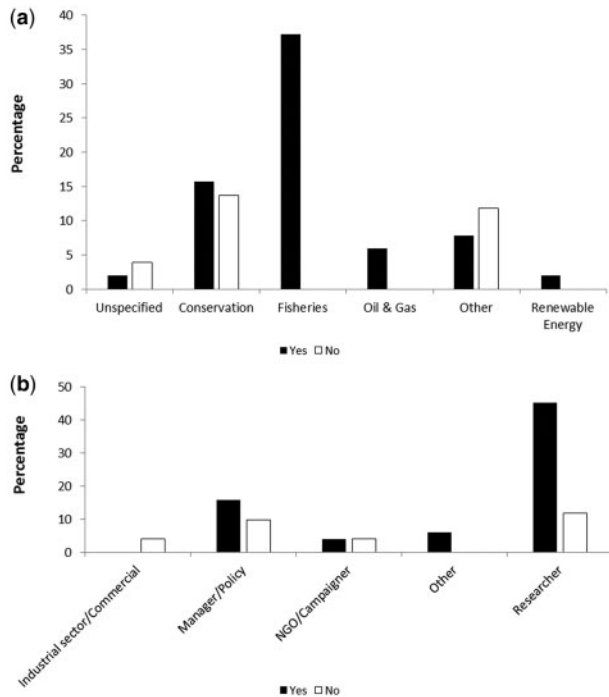 (a)
Percentage
40
35
30
25
20
15
10
5
0
Unspecified Conservation Fisheries Oil & Gas Other Renewable
Energy
Yes No
(b)
Percentage
50
40
30
20
10
0
Industrial sector/Commercial
Manager/Policy
NGO/Campaigner
Other
Researcher
Yes No